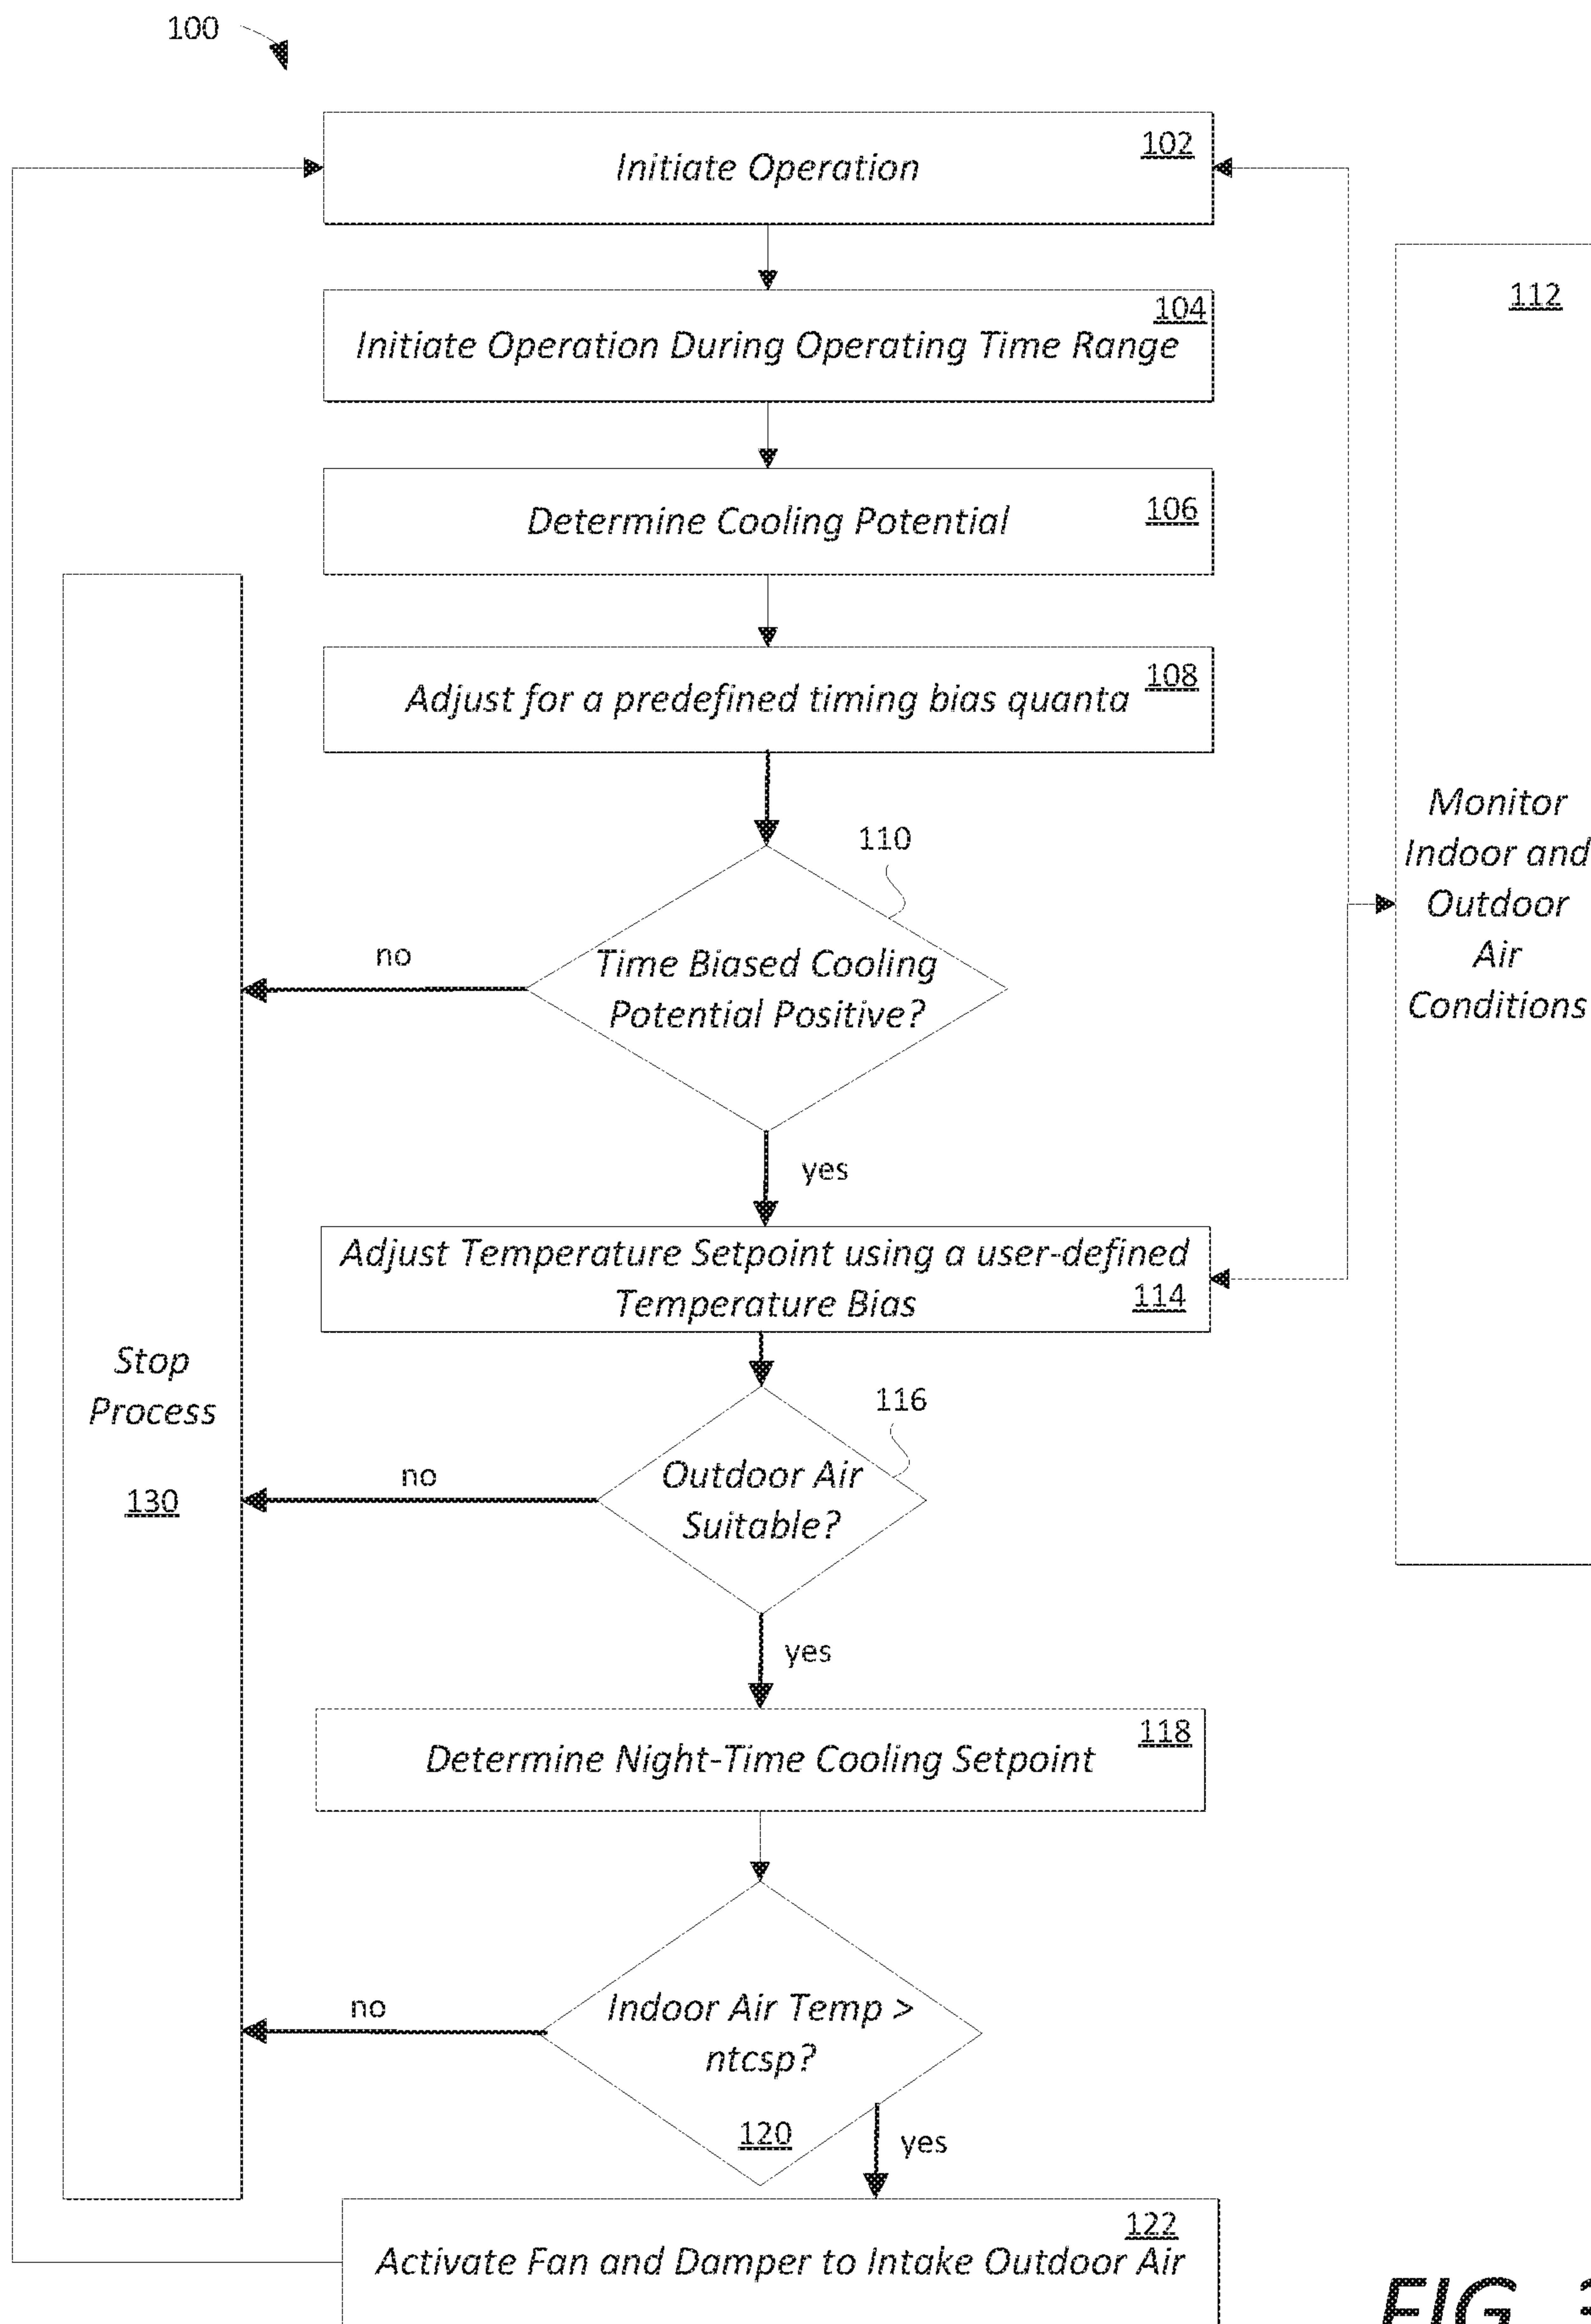 100
102
Initiate Operation
104
Initiate Operation During Operating Time Range
106
Determine Cooling Potential
108
Adjust for a predefined timing bias quanta
110
no
Time Biased Cooling
Potential Positive?
yes
112
Monitor
Indoor and
Outdoor
Air
Conditions
Adjust Temperature Setpoint using a user-defined
Temperature Bias
114
Stop
Process
130
116
no
Outdoor Air
Suitable?
yes
118
Determine Night-Time Cooling Setpoint
no
Indoor Air Temp >
ntcsp?
120
yes
122
Activate Fan and Damper to Intake Outdoor Air
FIG.